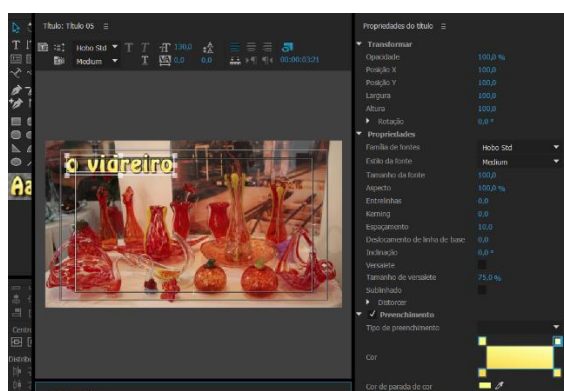 Título: Título 05
Hobo Std
130,0
Medium
0,0
0,0
00:00:03:21
o vidreiro
Aa
Centro
Propriedades do título
Transformar
Opacidade 100,0 %
Posição X 100,0
Posição Y 100,0
Largura 100,0
Altura 100,0
Rotação 0,0 °
Propriedades
Família de fontes Hobo Std
Estilo da fonte Medium
Tamanho da fonte 100,0
Aspecto 100,0 %
Entrelinhas 0,0
Kerning 0,0
Espaçamento 10,0
Deslocamento de linha de base 0,0
Inclinação 0,0 °
Versalete
Tamanho de versalete 75,0 %
Sublinhado
Distorcer
Preenchimento
Tipo de preenchimento
Cor
Cor de parada de cor